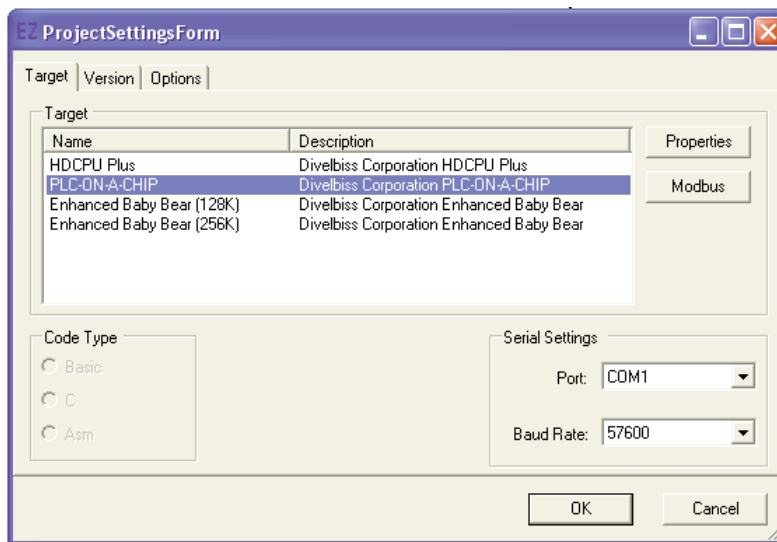 EZ ProjectSettingsForm
Target Version Options
Target
Name Description Properties
HDCPU Plus Divelbiss Corporation HDCPU Plus
PLC-ON-A-CHIP Divelbiss Corporation PLC-ON-A-CHIP Modbus
Enhanced Baby Bear (128K) Divelbiss Corporation Enhanced Baby Bear
Enhanced Baby Bear (256K) Divelbiss Corporation Enhanced Baby Bear
Code Type Serial Settings
Basic
Port: COM1
C
Asm Baud Rate: 57600
OK Cancel